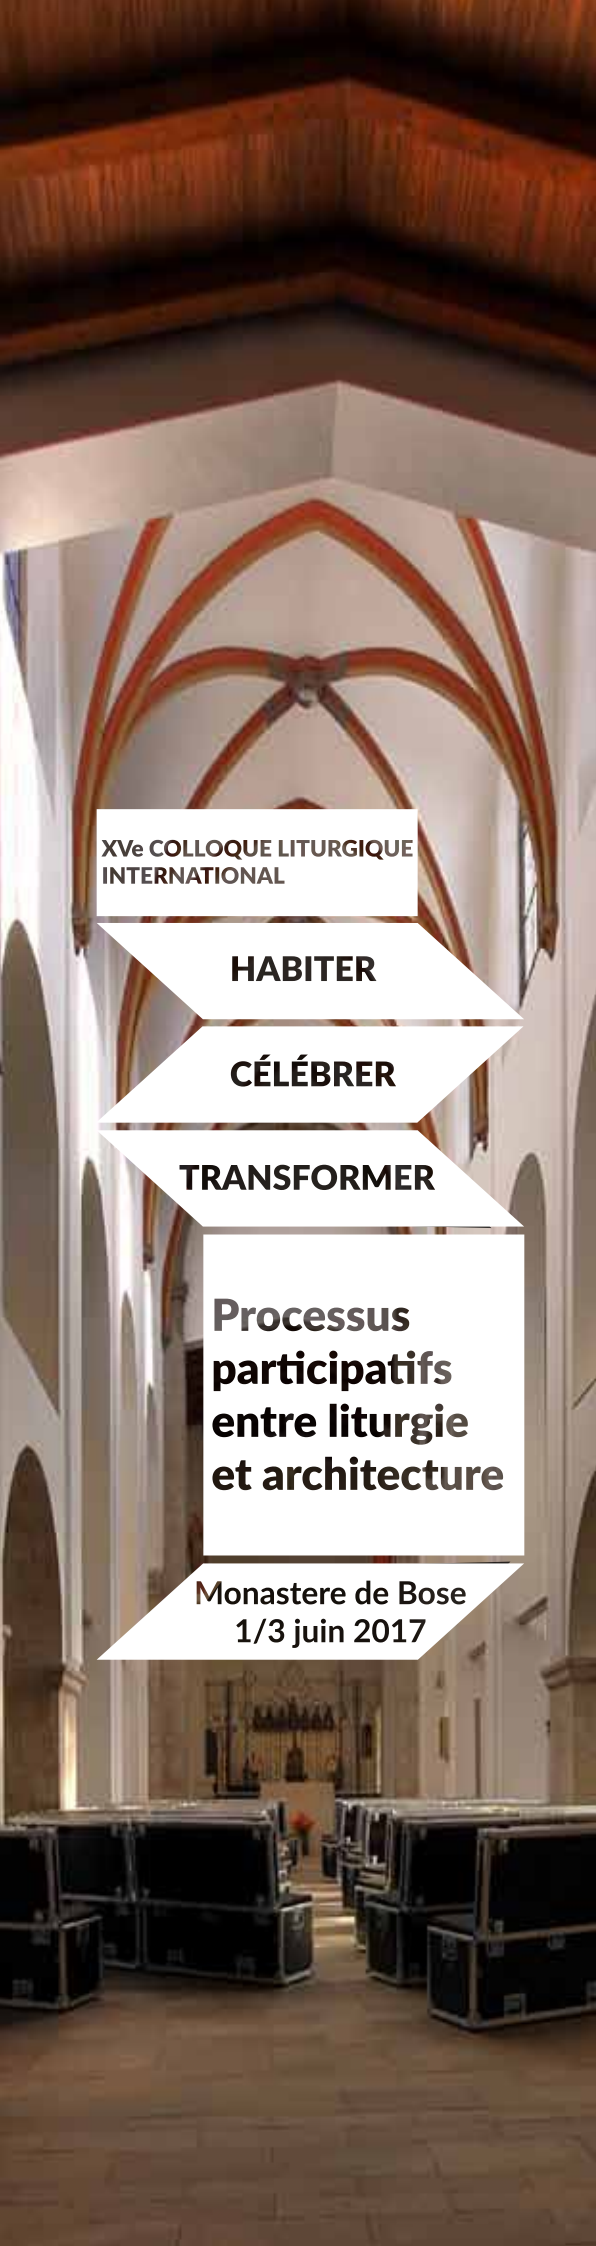 XVe COLLOQUE LITURGIQUE
INTERNATIONAL
HABITER
CÉLÉBRER
TRANSFORMER
Processus
participatifs
entre liturgie
et architecture
Monastere de Bose
1/3 juin 2017